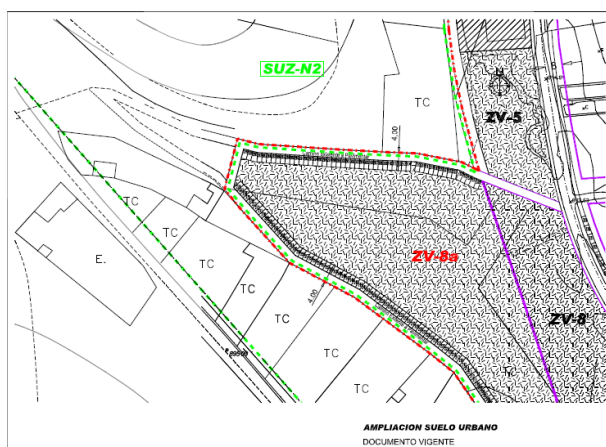 SUZ-N2
N
TC
ZV-5
4.00
TC
TC
E.
TC
ZV-8a
4.00
TC
TC
ZV-8
TC
TC
TC
AMPLIACION SUELO URBANO
DOCUMENTO VIGENTE